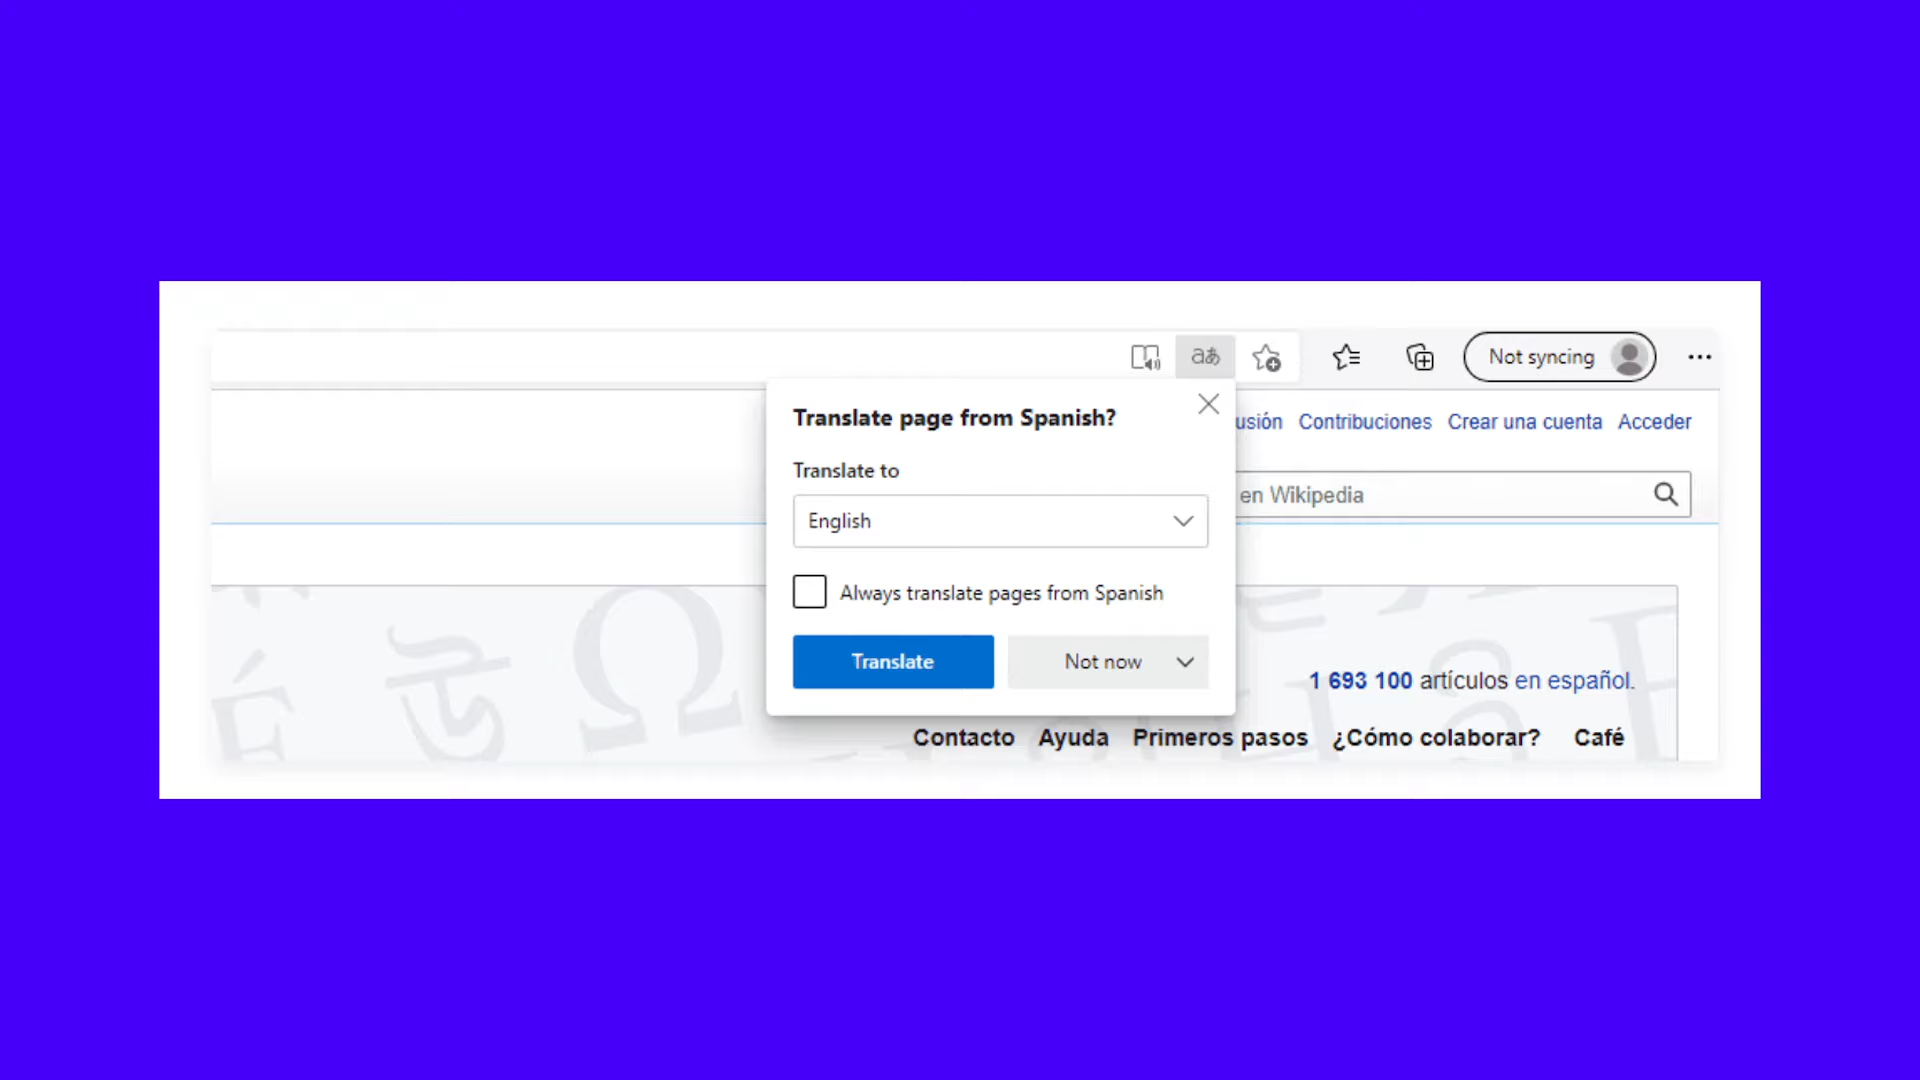 aあ
Not syncing
Translate page from Spanish?
usión Contribuciones Crear una cuenta Acceder
Translate to
en Wikipedia
English
Always translate pages from Spanish
Translate
Not now
1 693 100 artículos en español.
Contacto Ayuda Primeros pasos ¿Cómo colaborar? Café